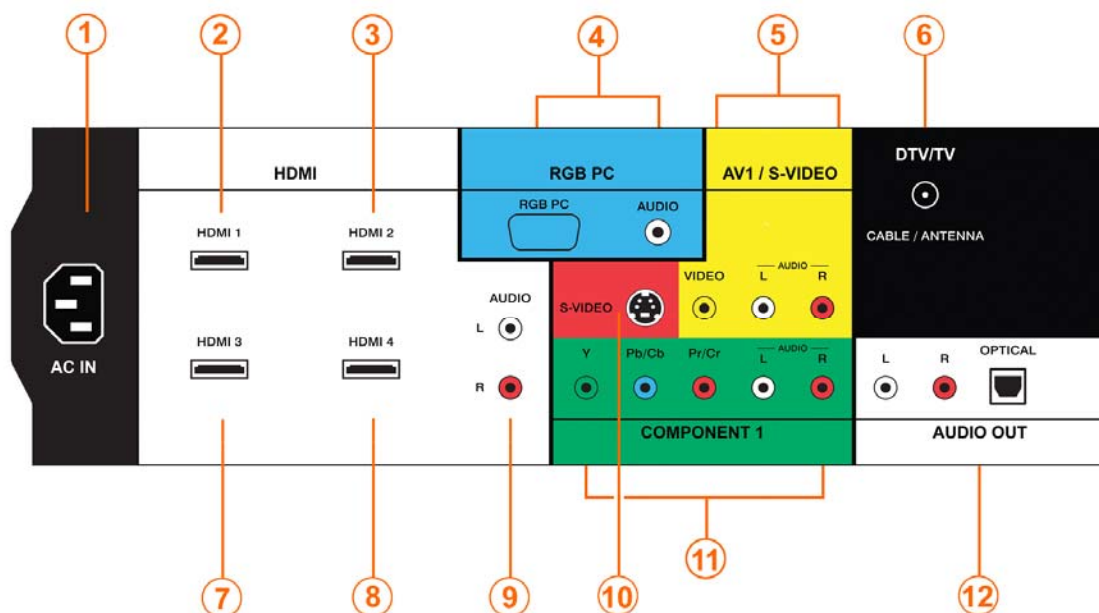 1 2 3 4 5 6
HDMI RGB PC AV1 / S-VIDEO DTV/TV
RGB PC AUDIO
HDMI 1 HDMI 2 CABLE / ANTENNA
AUDIO S-VIDEO VIDEO L AUDIO R
L
AC IN HDMI 3 HDMI 4 Y Pb/Cb Pr/Cr L AUDIO R L R OPTICAL
R
COMPONENT 1 AUDIO OUT
7 8 9 10 11 12